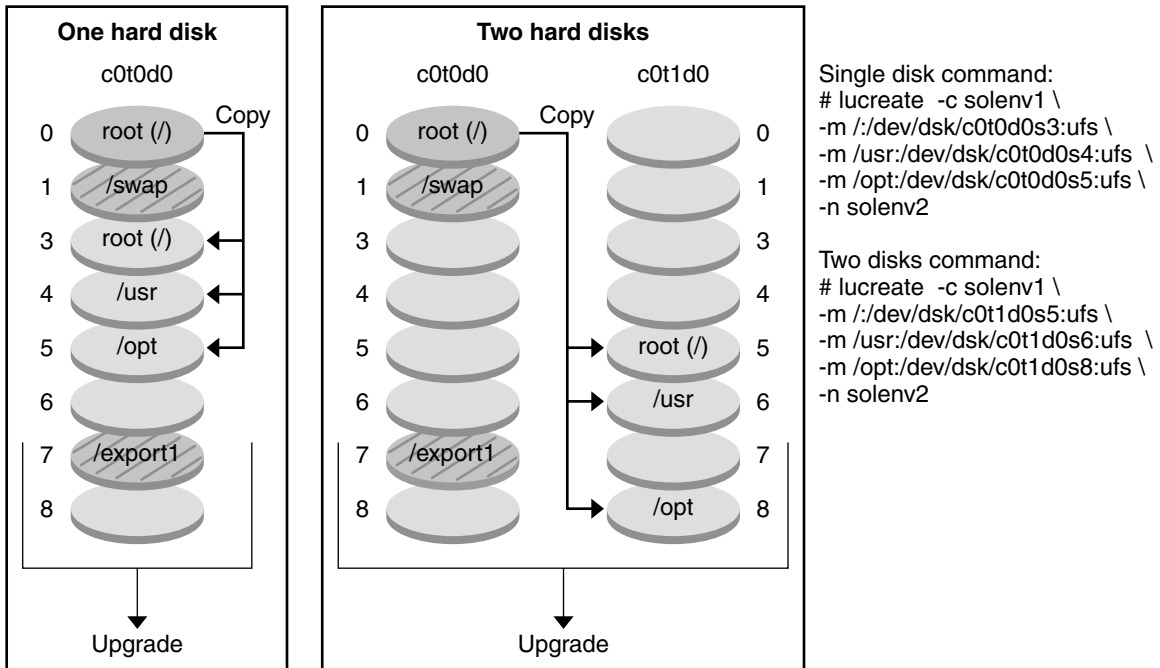 One hard disk
c0t0d0
Copy
0 root (/)
1 /swap
3 root (/)
4 /usr
5 /opt
6
7 /export1
8
Upgrade
Two hard disks
c0t0d0 c0t1d0
Copy
0 root (/) 0
1 /swap 1
3 3
4 4
5 root (/) 5
6 /usr 6
7 /export1 7
8 /opt 8
Upgrade
Single disk command:
# lucreate -c solenv1 \
-m /:/dev/dsk/c0t0d0s3:ufs \
-m /usr:/dev/dsk/c0t0d0s4:ufs \
-m /opt:/dev/dsk/c0t0d0s5:ufs \
-n solenv2
Two disks command:
# lucreate -c solenv1 \
-m /:/dev/dsk/c0t1d0s5:ufs \
-m /usr:/dev/dsk/c0t1d0s6:ufs \
-m /opt:/dev/dsk/c0t1d0s8:ufs \
-n solenv2